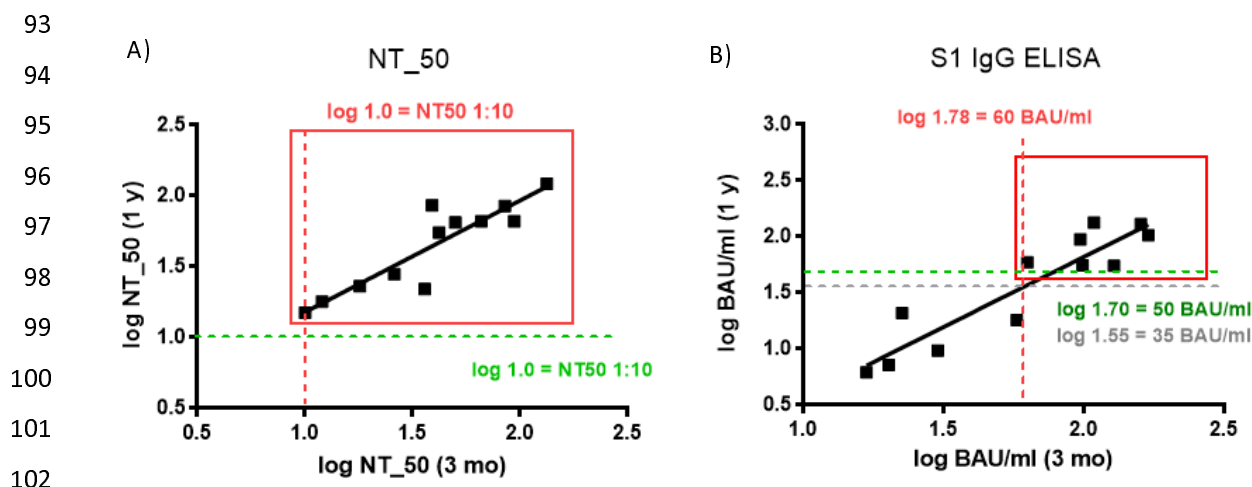 93
94
95
96
97
98
99
100
101
102
A)
NT_50
log 1.0 = NT50 1:10
2.5
2.0
1.5
1.0
0.5
log NT_50 (1 y)
log 1.0 = NT50 1:10
0.5 1.0 1.5 2.0 2.5
log NT_50 (3 mo)
B)
S1 IgG ELISA
log 1.78 = 60 BAU/ml
3.0
2.5
2.0
1.5
1.0
0.5
log BAU/ml (1 y)
log 1.70 = 50 BAU/ml
log 1.55 = 35 BAU/ml
1.0 1.5 2.0 2.5
log BAU/ml (3 mo)